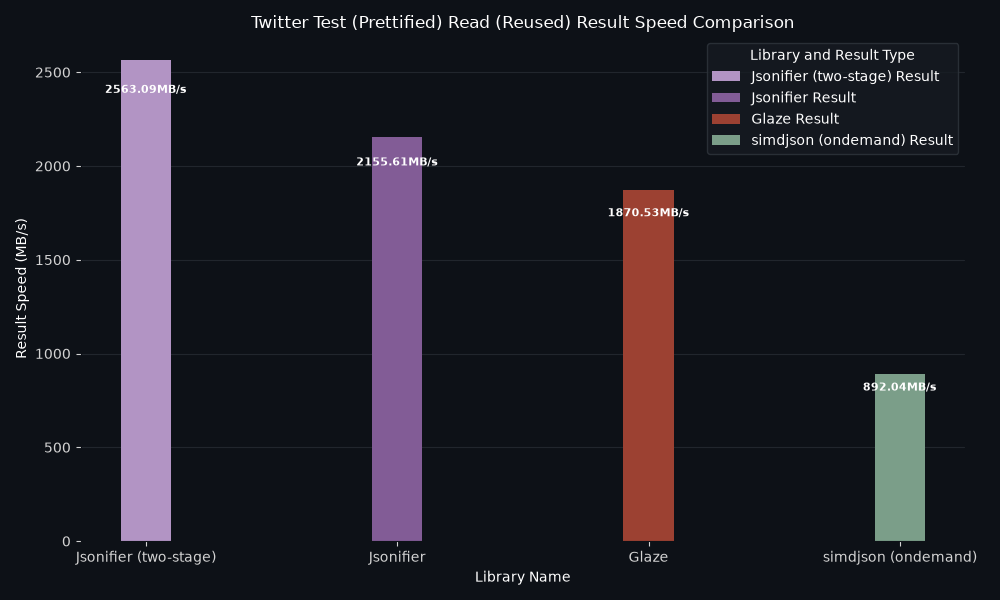 Twitter Test (Prettified) Read (Reused) Result Speed Comparison
Library and Result Type
Jsonifier (two-stage) Result
Jsonifier Result
Glaze Result
simdjson (ondemand) Result
Result Speed (MB/s)
2500
2000
1500
1000
500
0
2563.09MB/s
2155.61MB/s
1870.53MB/s
892.04MB/s
Jsonifier (two-stage)
Jsonifier
Glaze
simdjson (ondemand)
Library Name